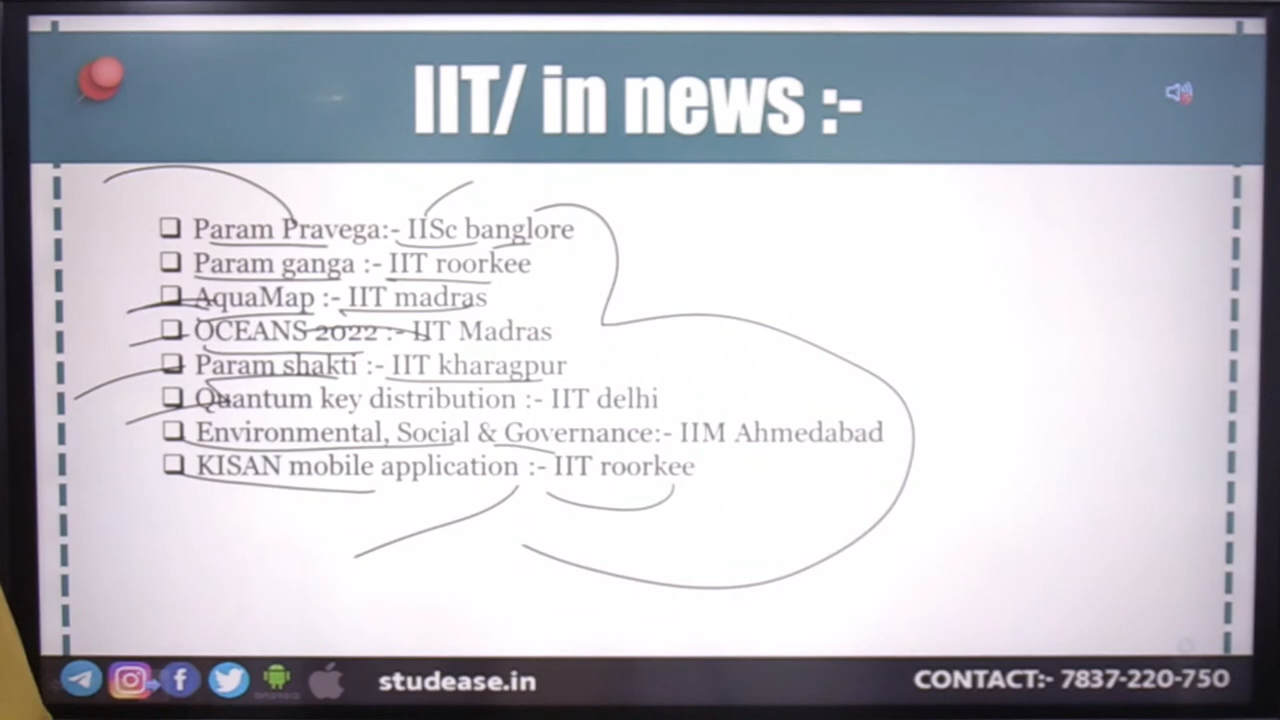 IIT/ in news :-
❑ Param Pravega:- IISc banglore
❑ Param ganga :- IIT roorkee
❑ AquaMap :- IIT madras
❑ OCEANS 2022 :- IIT Madras
❑ Param shakti :- IIT kharagpur
❑ Quantum key distribution :- IIT delhi
❑ Environmental, Social & Governance:- IIM Ahmedabad
❑ KISAN mobile application :- IIT roorkee
studease.in CONTACT:- 7837-220-750